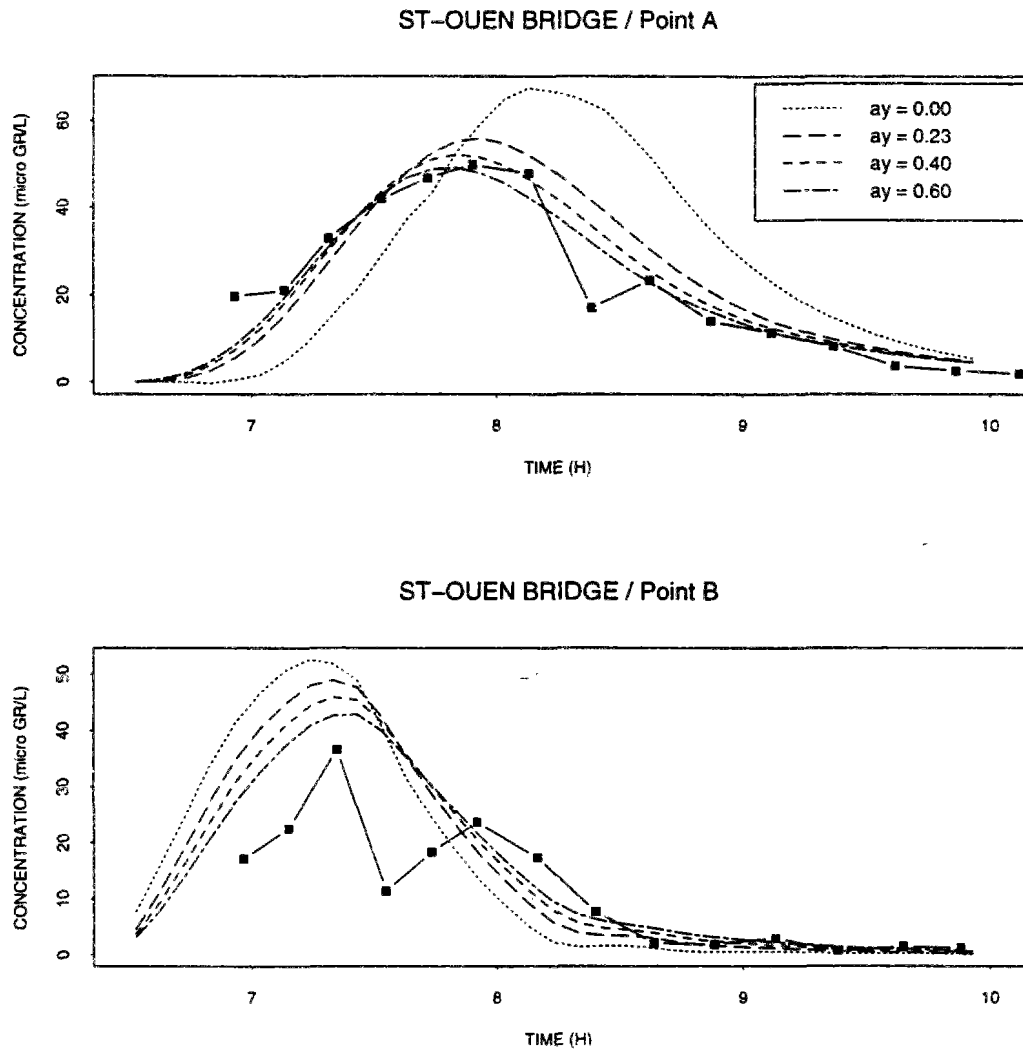 ST–OUEN BRIDGE / Point A
CONCENTRATION (micro GR/L)
60
40
20
0
ay = 0.00
ay = 0.23
ay = 0.40
ay = 0.60
7
8
9
10
TIME (H)
ST–OUEN BRIDGE / Point B
CONCENTRATION (micro GR/L)
50
40
30
20
10
0
7
8
9
10
TIME (H)